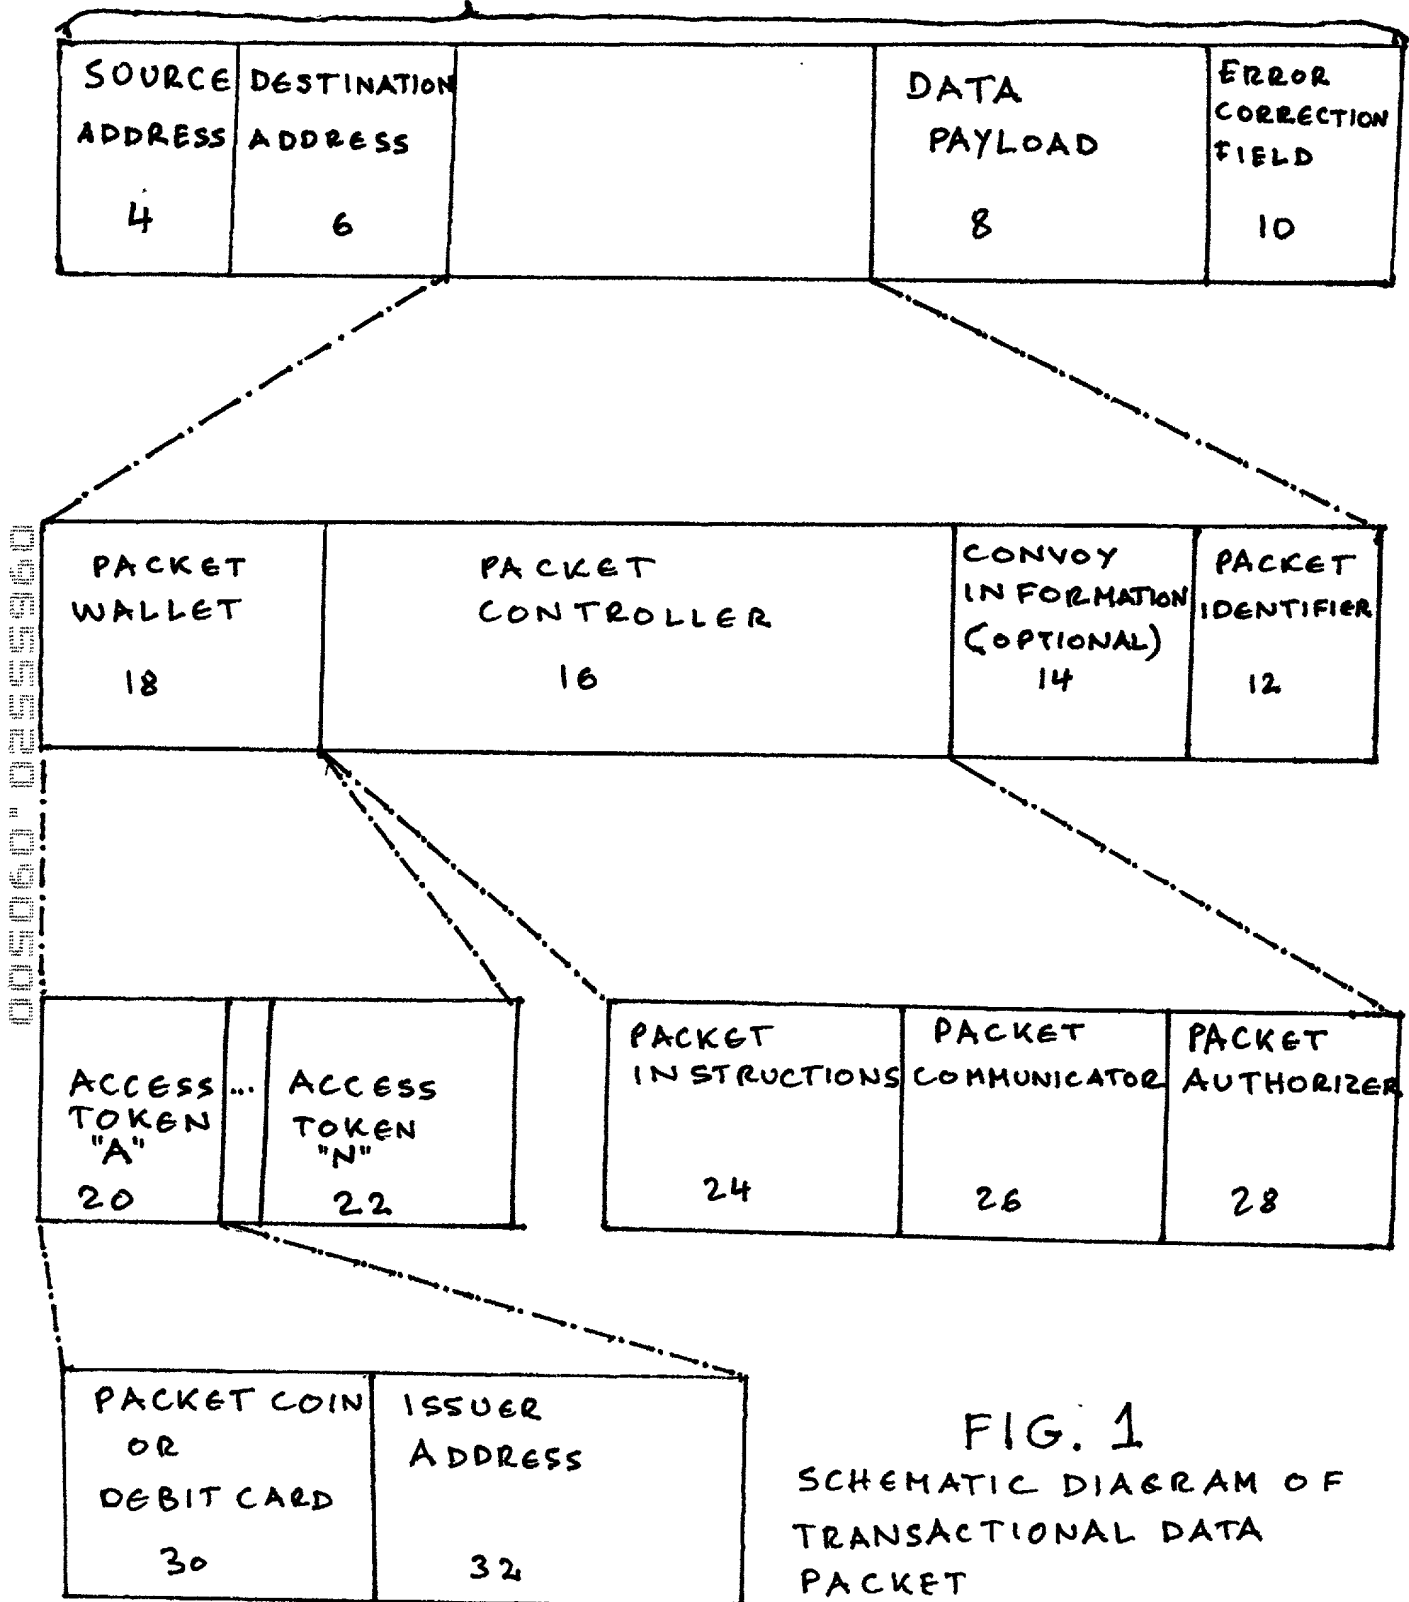 SOURCE
ADDRESS
4
DESTINATION
ADDRESS
6
DATA
PAYLOAD
8
ERROR
CORRECTION
FIELD
10
PACKET
WALLET
18
PACKET
CONTROLLER
16
CONVOY
INFORMATION
(OPTIONAL)
14
PACKET
IDENTIFIER
12
ACCESS
TOKEN
"A"
20
...
ACCESS
TOKEN
"N"
22
PACKET
INSTRUCTIONS
24
PACKET
COMMUNICATOR
26
PACKET
AUTHORIZER
28
PACKET COIN
OR
DEBIT CARD
30
ISSUER
ADDRESS
32
FIG. 1
SCHEMATIC DIAGRAM OF
TRANSACTIONAL DATA
PACKET